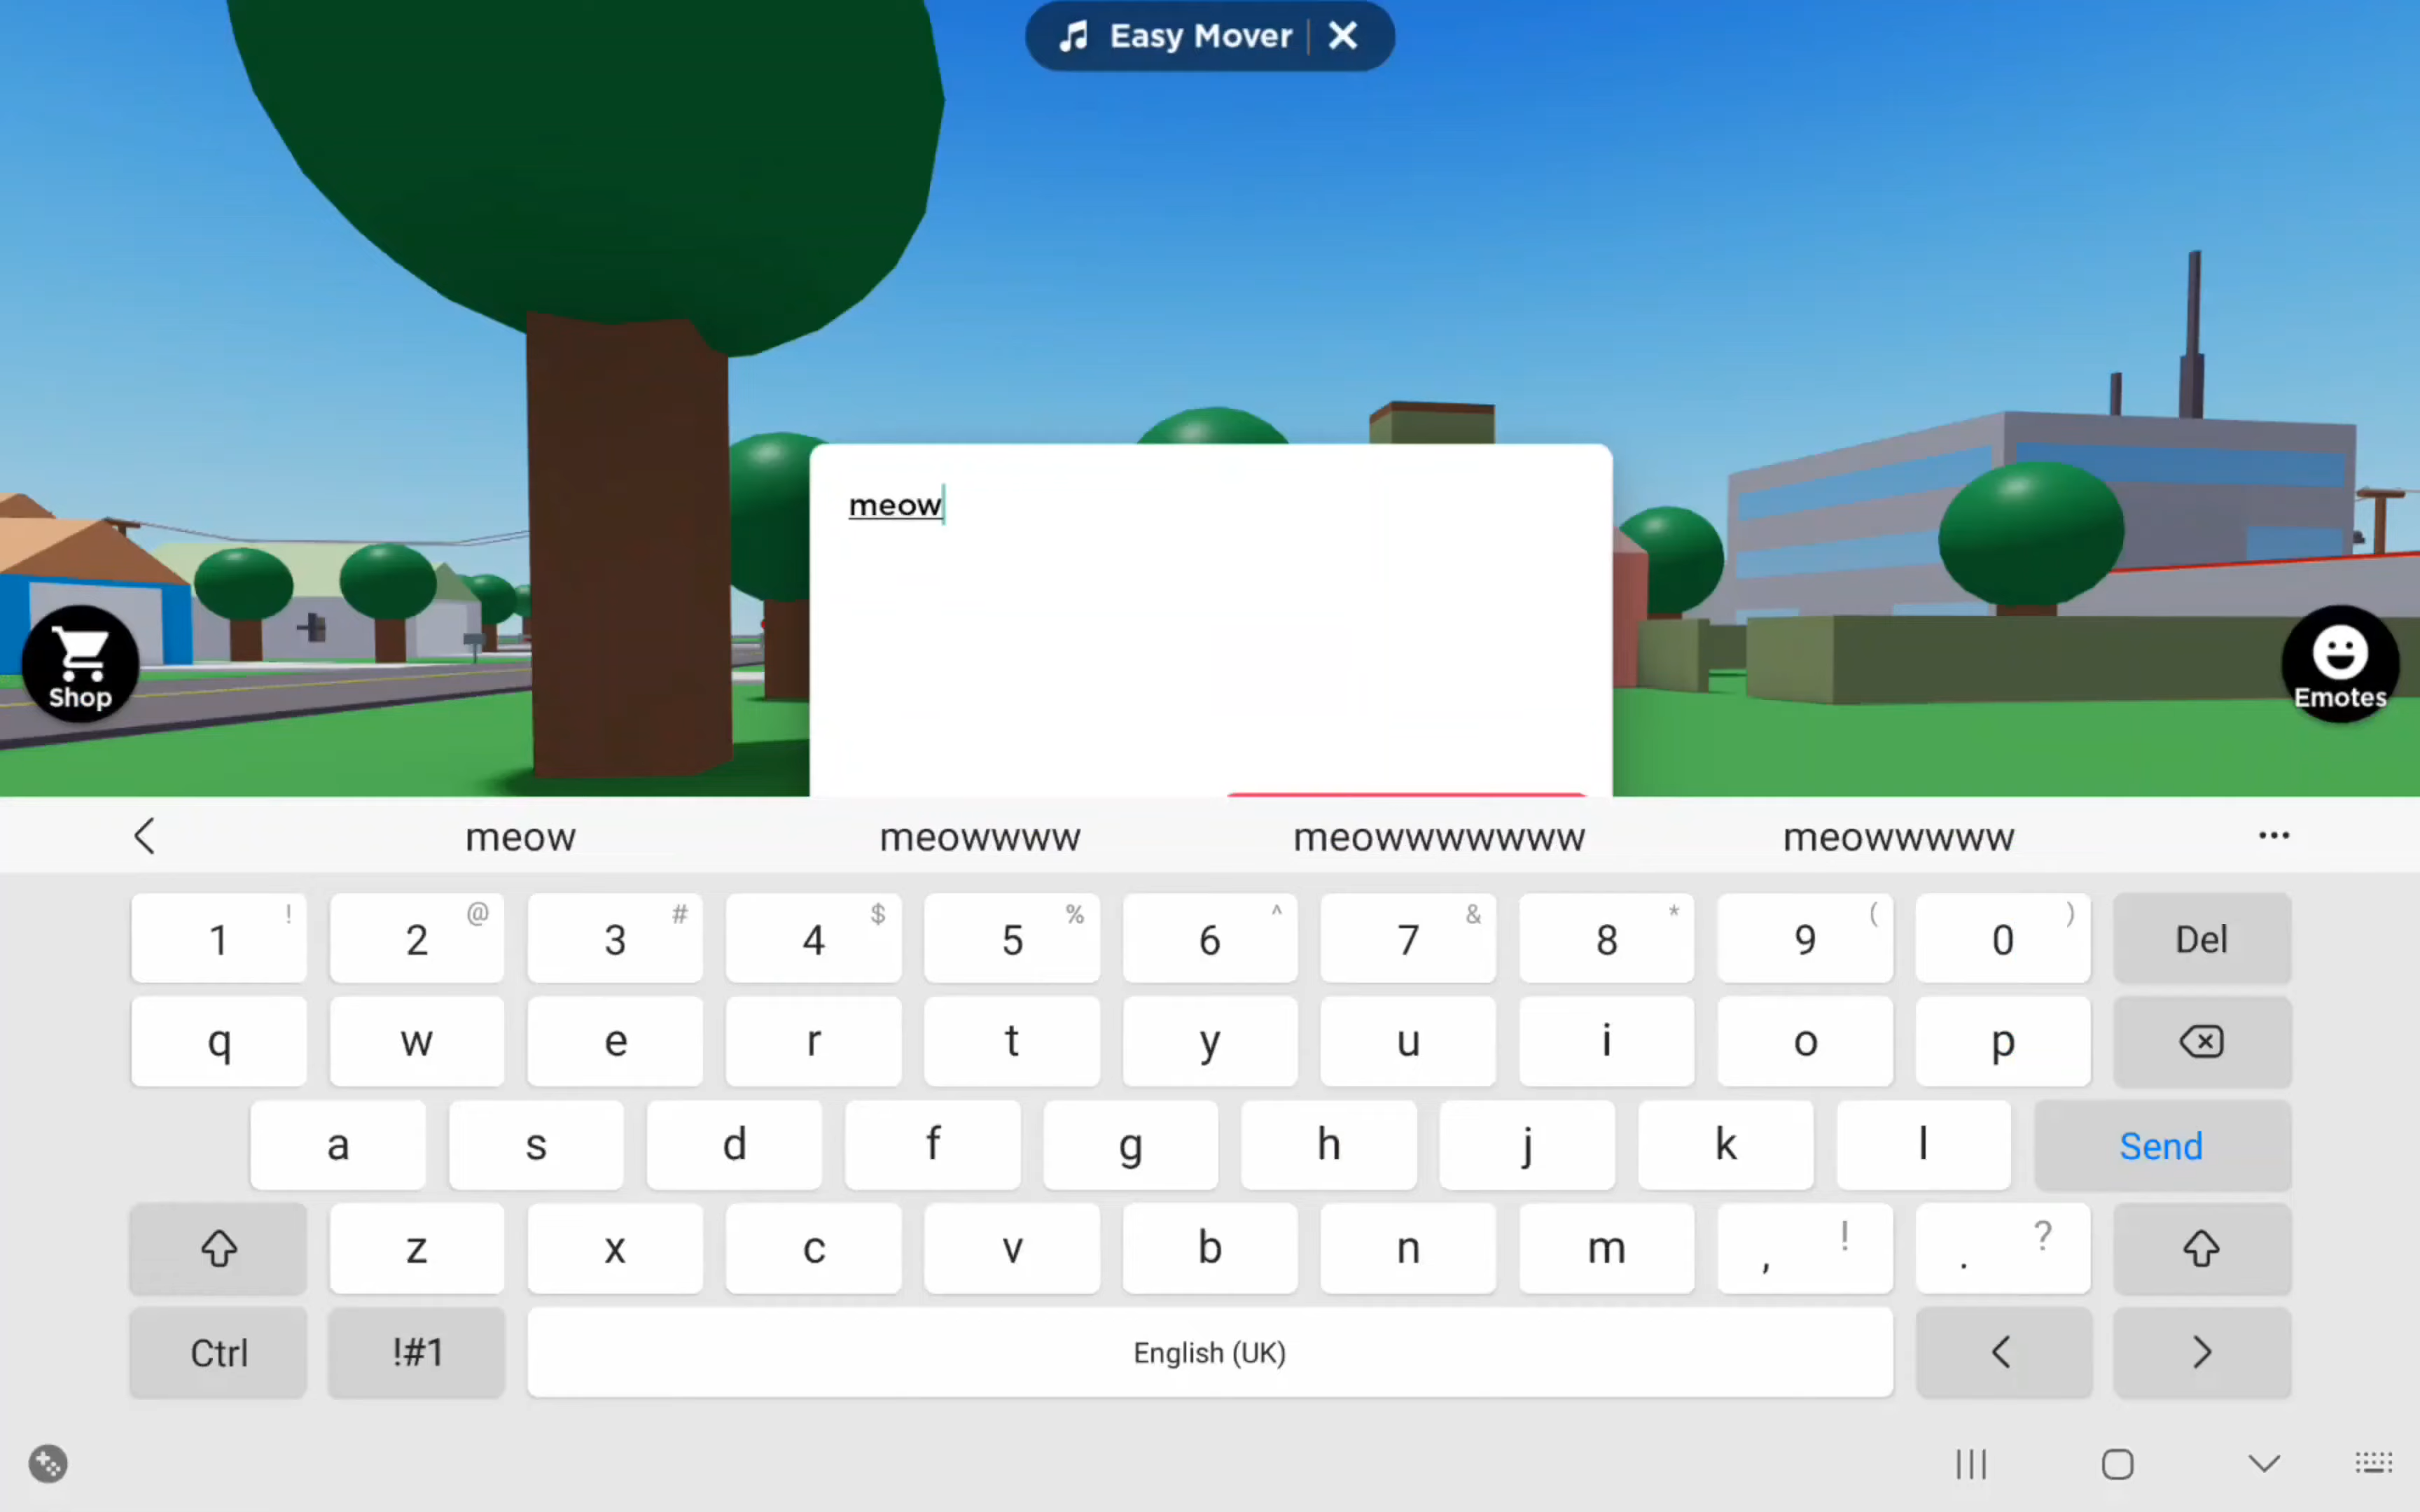 Easy Mover
meow
Shop
Emotes
meow meowwww meowwwwwww meowwwww
1 ! 2 @ 3 # 4 $ 5 % 6 ^ 7 & 8 * 9 ( 0 ) Del
q w e r t y u i o p
a s d f g h j k l Send
z x c v b n m , ! . ?
Ctrl !#1 English (UK) < >